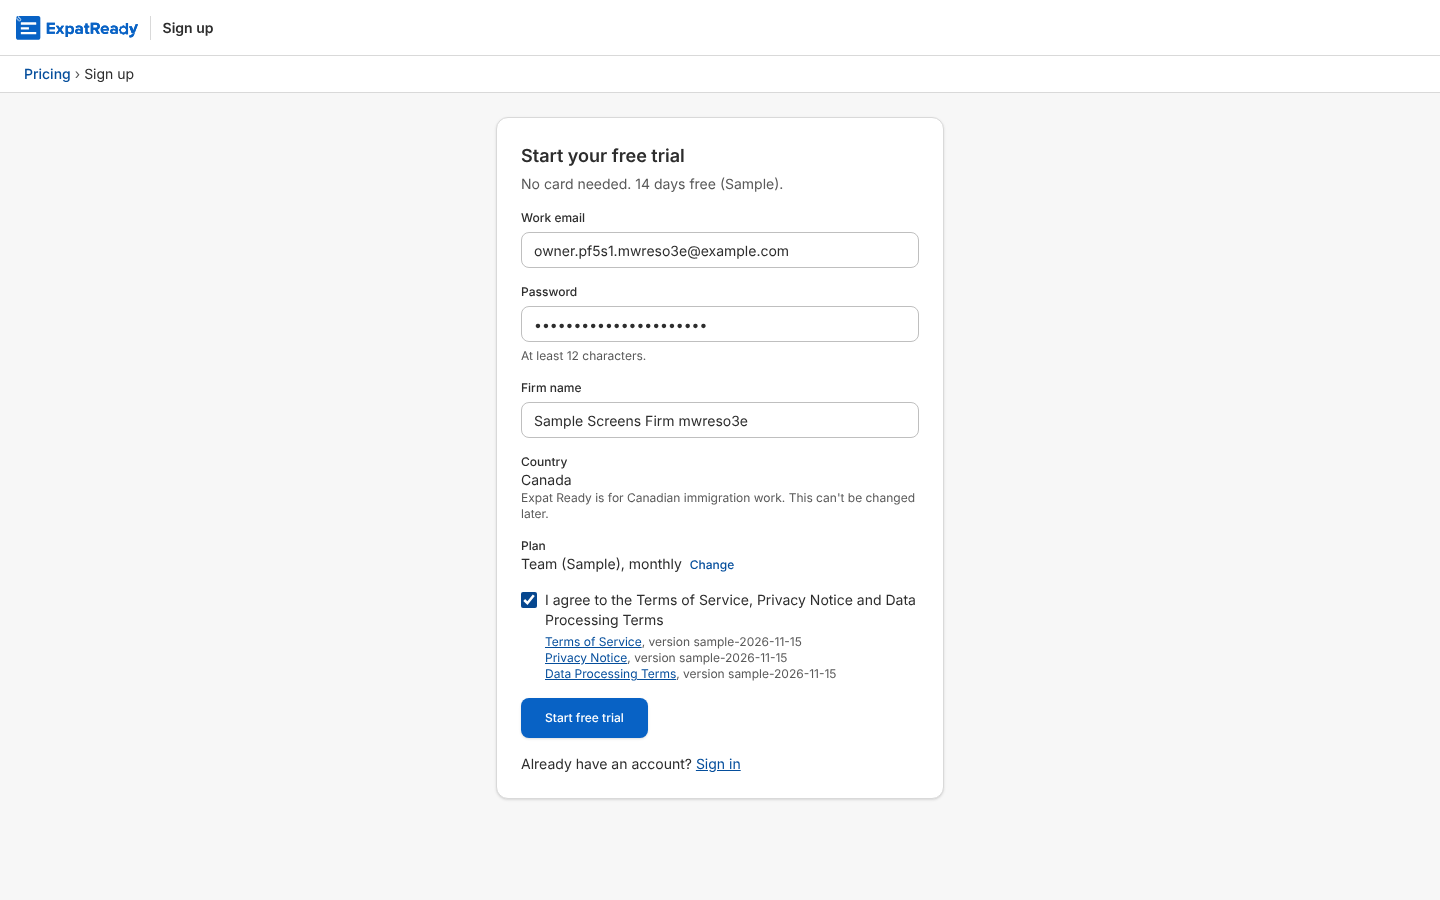 ExpatReady
Sign up
Pricing › Sign up
Start your free trial
No card needed. 14 days free (Sample).
Work email
owner.pf5s1.mwreso3e@example.com
Password
••••••••••••••••••••••
At least 12 characters.
Firm name
Sample Screens Firm mwreso3e
Country
Canada
Expat Ready is for Canadian immigration work. This can't be changed
later.
Plan
Team (Sample), monthly Change
I agree to the Terms of Service, Privacy Notice and Data
Processing Terms
Terms of Service, version sample-2026-11-15
Privacy Notice, version sample-2026-11-15
Data Processing Terms, version sample-2026-11-15
Start free trial
Already have an account? Sign in